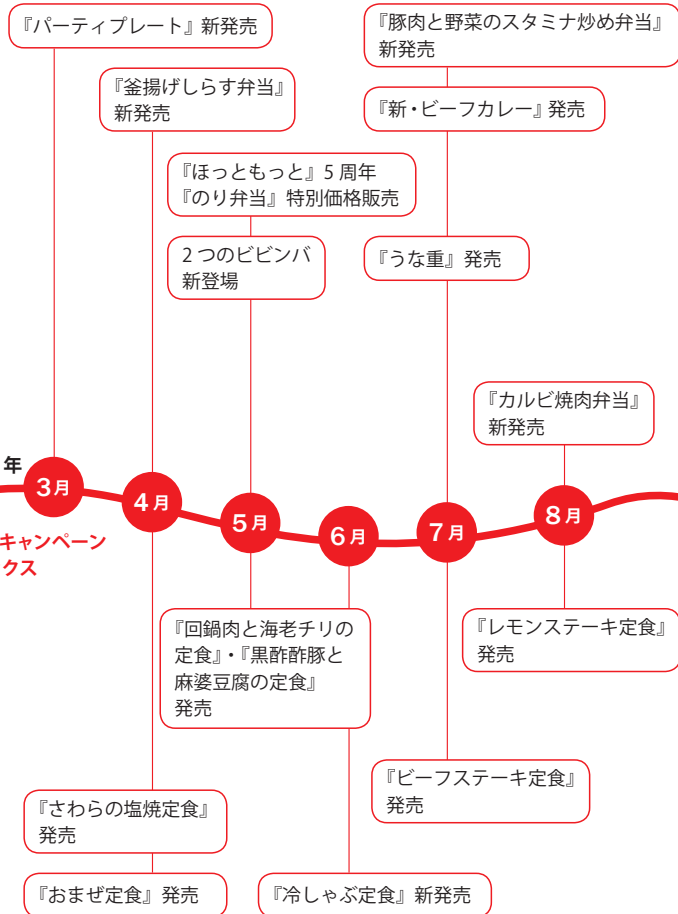 『パーティプレート』新発売
『釜揚げしらす弁当』
新発売
『ほっともっと』5 周年
『のり弁当』特別価格販売
2 つのビビンバ
新登場
『豚肉と野菜のスタミナ炒め弁当』
新発売
『新・ビーフカレー』発売
『うな重』発売
『カルビ焼肉弁当』
新発売
年
3月
4月
5月
6月
7月
8月
キャンペーン
クス
『回鍋肉と海老チリの
定食』・『黒酢酢豚と
麻婆豆腐の定食』
発売
『レモンステーキ定食』
発売
『ビーフステーキ定食』
発売
『さわらの塩焼定食』
発売
『おまぜ定食』発売
『冷しゃぶ定食』新発売